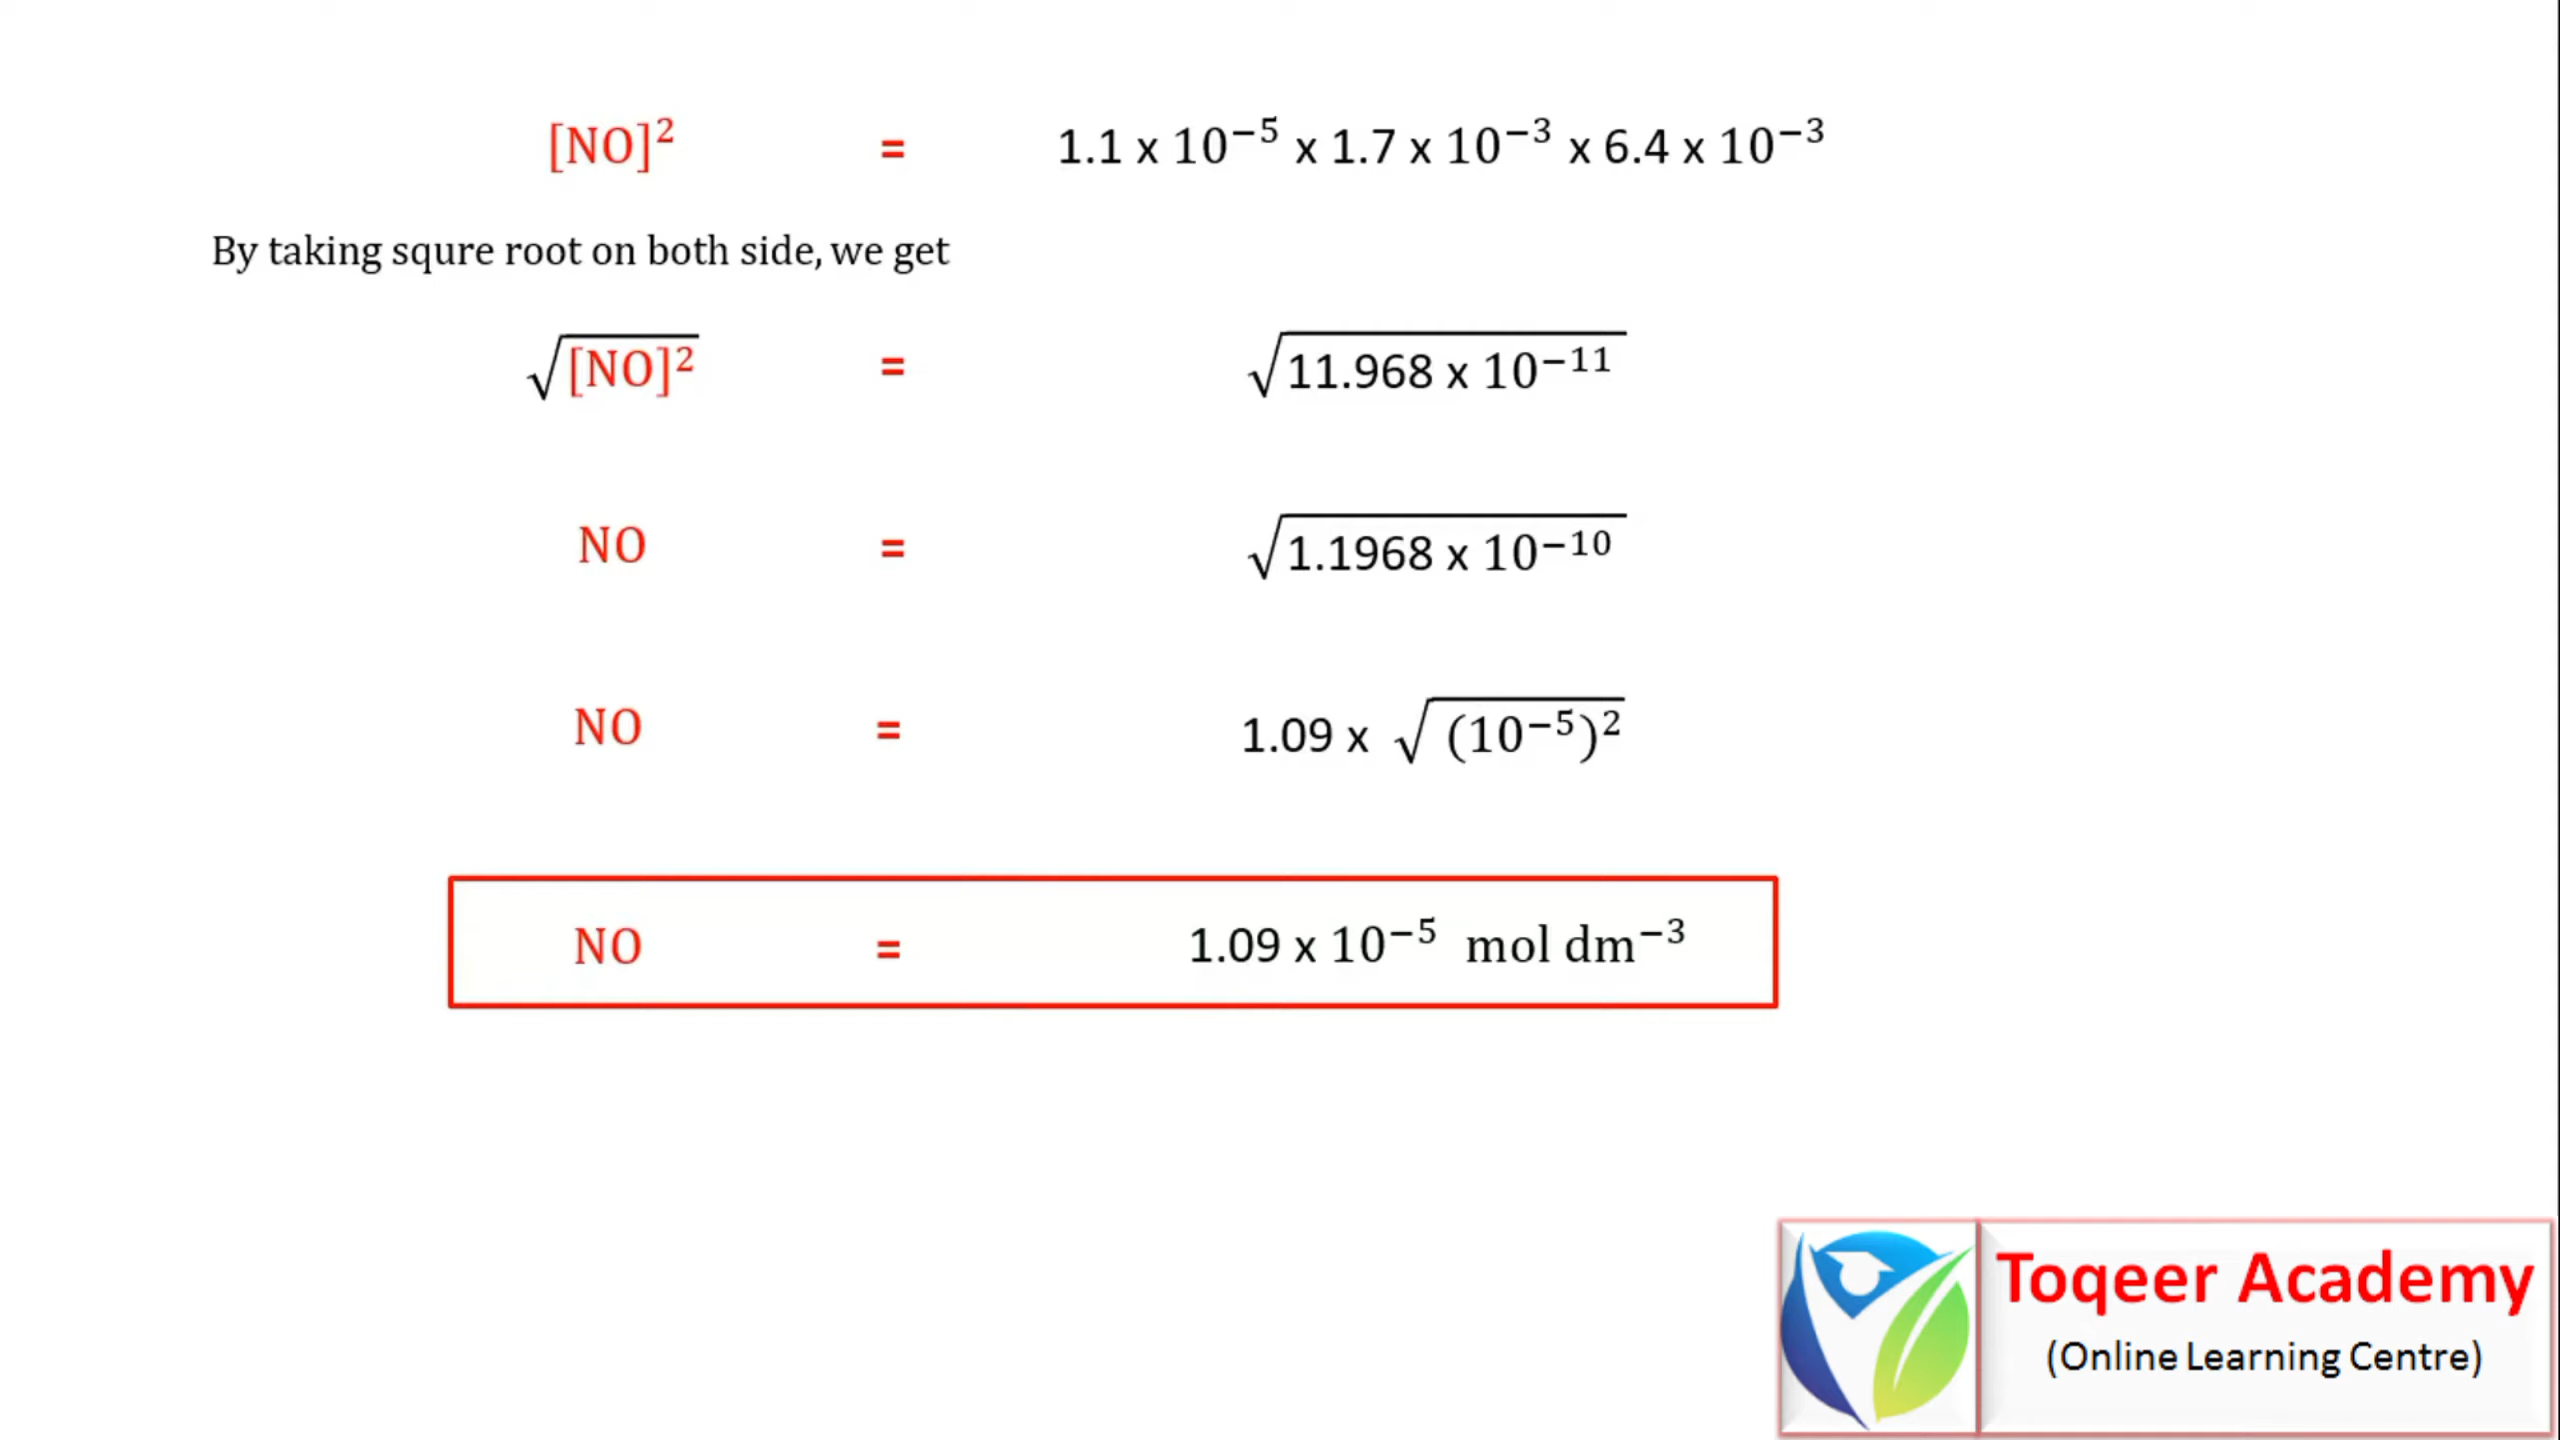 [NO]² = 1.1 x 10⁻⁵ x 1.7 x 10⁻³ x 6.4 x 10⁻³
By taking squre root on both side, we get
√[NO]² = √11.968 x 10⁻¹¹
NO = √1.1968 x 10⁻¹⁰
NO = 1.09 x √(10⁻⁵)²
NO = 1.09 x 10⁻⁵ mol dm⁻³
Toqeer Academy
(Online Learning Centre)